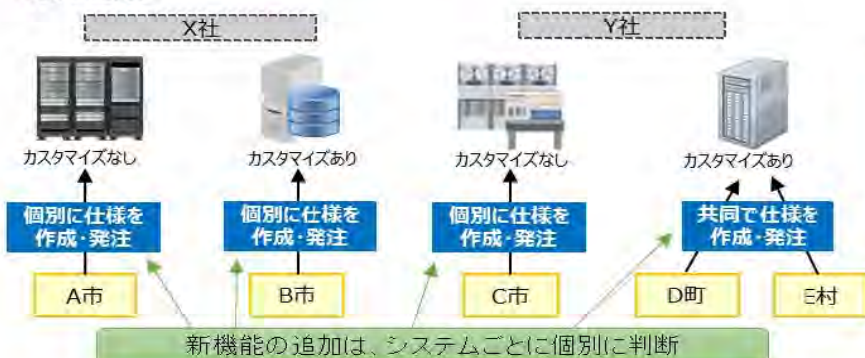 X社
Y社
カスタマイズなし
カスタマイズあり
カスタマイズなし
カスタマイズあり
個別に仕様を
作成・発注
個別に仕様を
作成・発注
個別に仕様を
作成・発注
共同で仕様を
作成・発注
A市
B市
C市
D町
E村
新機能の追加は、システムごとに個別に判断